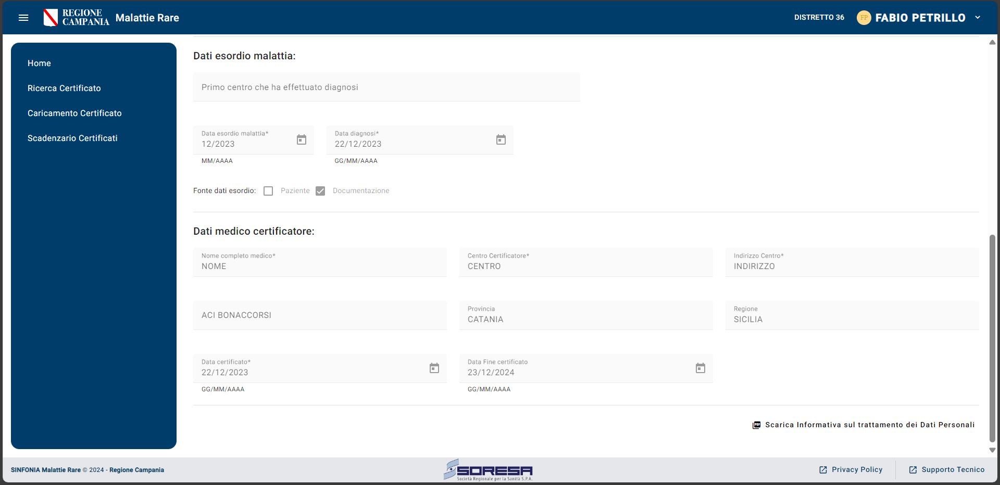 REGIONE
CAMPANIA
Malattie Rare
DISTRETTO 36
FP
FABIO PETRILLO
Home
Ricerca Certificato
Caricamento Certificato
Scadenzario Certificati
Dati esordio malattia:
Primo centro che ha effettuato diagnosi
Data esordio malattia*
12/2023
MM/AAAA
Data diagnosi*
22/12/2023
GG/MM/AAAA
Fonte dati esordio: Paziente Documentazione
Dati medico certificatore:
Nome completo medico*
NOME
Centro Certificatore*
CENTRO
Indirizzo Centro*
INDIRIZZO
ACI BONACCORSI
Provincia
CATANIA
Regione
SICILIA
Data certificato*
22/12/2023
GG/MM/AAAA
Data Fine certificato
23/12/2024
GG/MM/AAAA
PDF Scarica Informativa sul trattamento dei Dati Personali
SINFONIA Malattie Rare © 2024 - Regione Campania
SORESA
Società Regionale per la Sanità S.P.A.
Privacy Policy
Supporto Tecnico